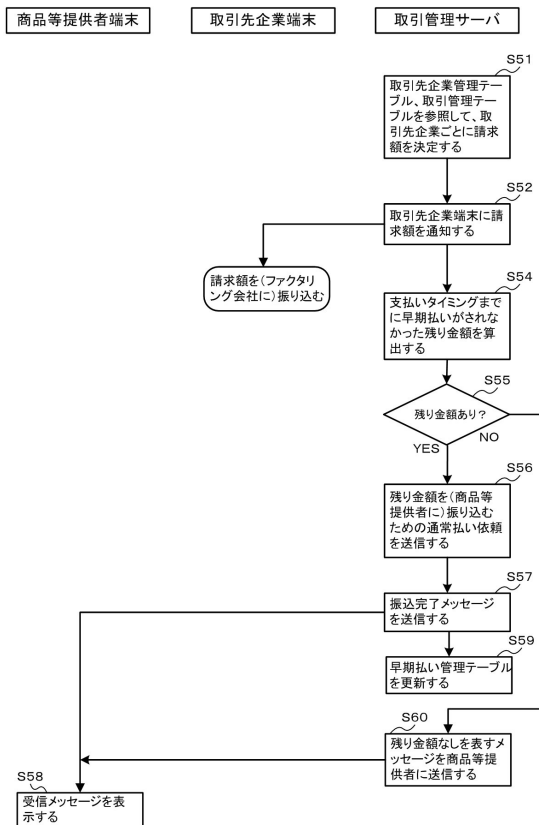 商品等提供者端末
取引先企業端末
取引管理サーバ
S51
取引先企業管理テー
ブル、取引管理テー
ブルを参照して、取
引先企業ごとに請求
額を決定する
S52
取引先企業端末に請
求額を通知する
請求額を(ファクタリ
ング会社に)振り込む
S54
支払いタイミングまで
に早期払いがされな
かった残り金額を算
出する
S55
残り金額あり?
NO
YES
S56
残り金額を(商品等
提供者に)振り込む
ための通常払い依頼
を送信する
S57
振込完了メッセージ
を送信する
S59
早期払い管理テーブル
を更新する
S60
残り金額なしを表すメ
ッセージを商品等提
供者に送信する
S58
受信メッセージを表
示する